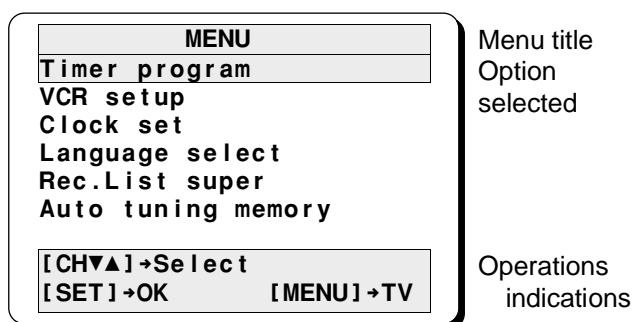 MENU
Timer program
VCR setup
Clock set
Language select
Rec.List super
Auto tuning memory
[CH▼▲]→Select
[SET]→OK [MENU]→TV
Menu title
Option
selected
Operations
indications